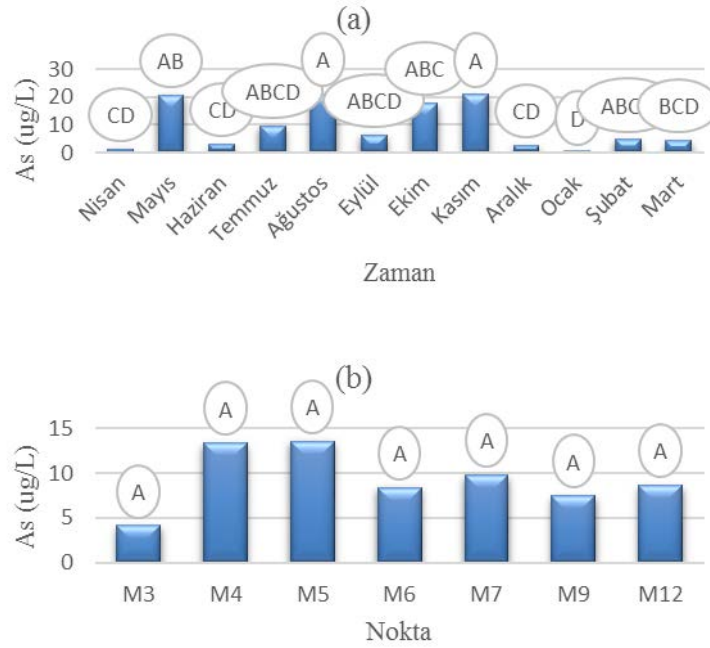 (a)
As (ug/L)
30
20
10
0
CD
AB
CD
ABCD
A
ABCD
ABC
A
CD
D
ABC
BCD
Nisan
Mayıs
Haziran
Temmuz
Ağustos
Eylül
Ekim
Kasım
Aralık
Ocak
Şubat
Mart
Zaman
(b)
As (ug/L)
15
10
5
0
A
A
A
A
A
A
A
M3
M4
M5
M6
M7
M9
M12
Nokta